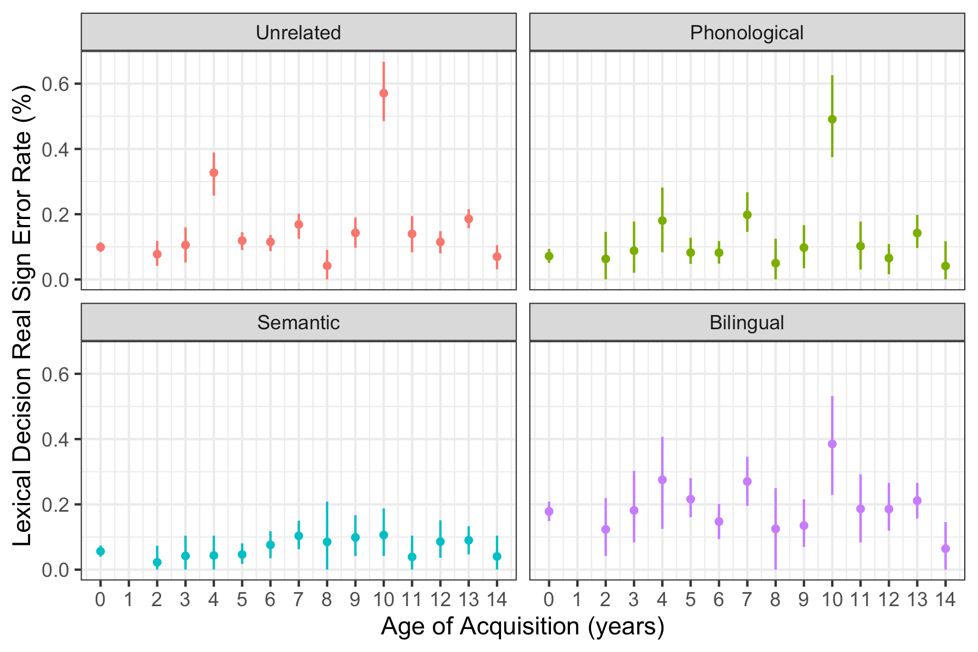 Unrelated
Phonological
0.6
0.4
0.2
0.0
Semantic
Bilingual
0.6
0.4
0.2
0.0
0 1 2 3 4 5 6 7 8 9 10 11 12 13 14
0 1 2 3 4 5 6 7 8 9 10 11 12 13 14
Age of Acquisition (years)
Lexical Decision Real Sign Error Rate (%)